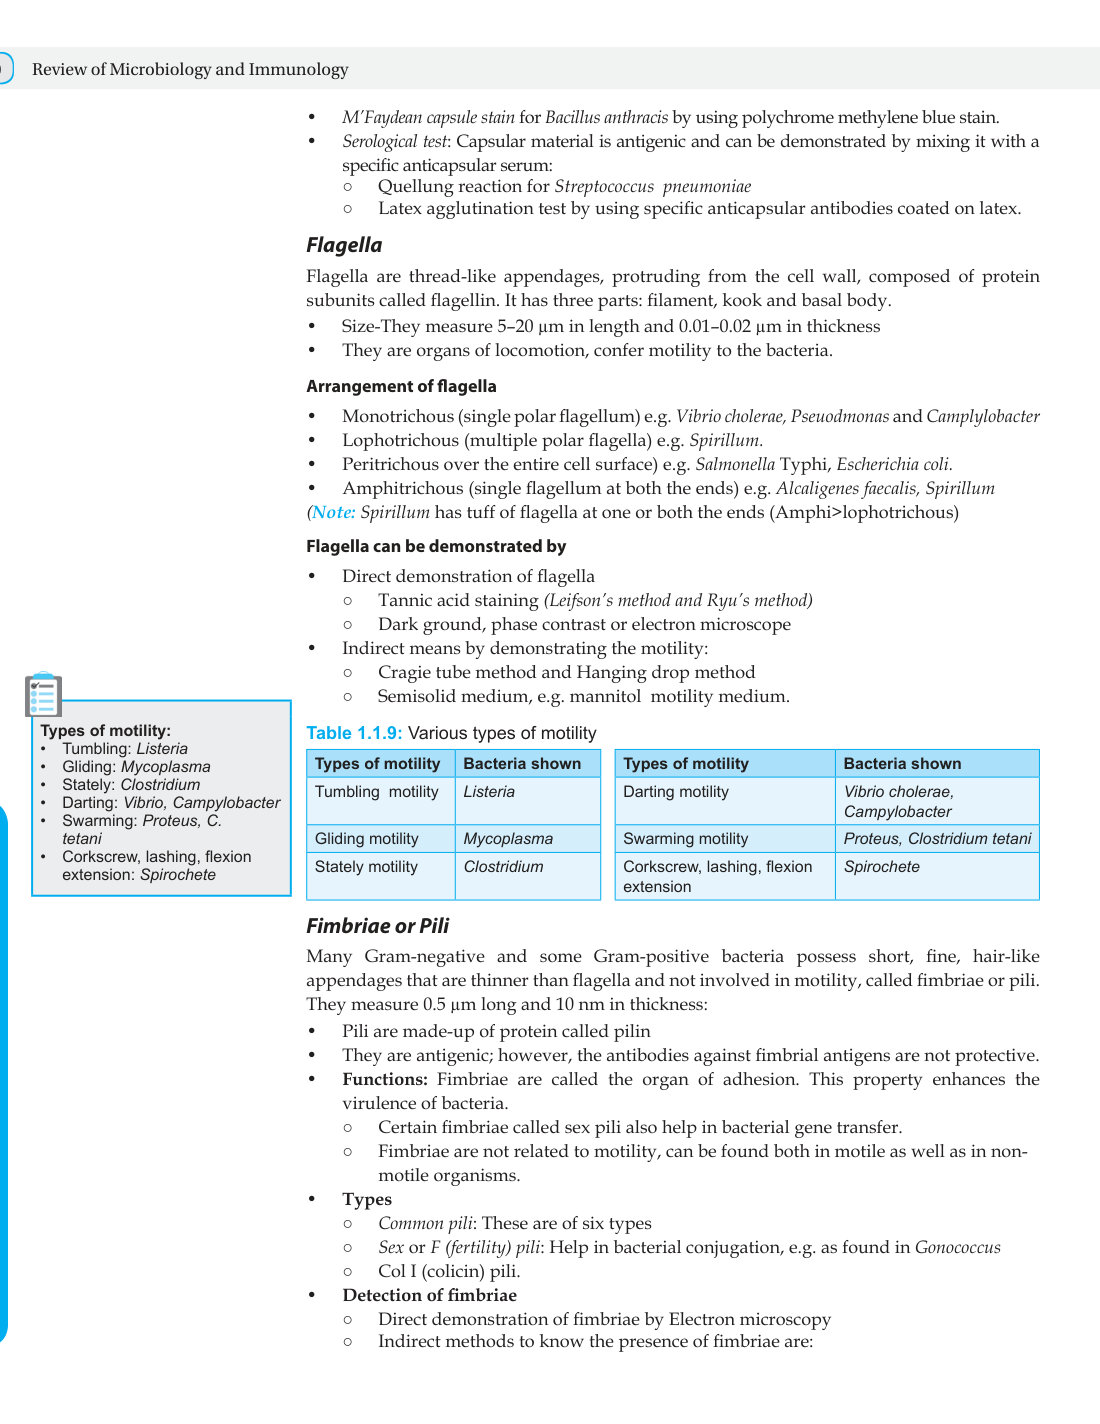 Review of Microbiology and Immunology
• M'Faydean capsule stain for Bacillus anthracis by using polychrome methylene blue stain.
• Serological test: Capsular material is antigenic and can be demonstrated by mixing it with a
specific anticapsular serum:
○ Quellung reaction for Streptococcus pneumoniae
○ Latex agglutination test by using specific anticapsular antibodies coated on latex.
Flagella
Flagella are thread-like appendages, protruding from the cell wall, composed of protein
subunits called flagellin. It has three parts: filament, kook and basal body.
• Size-They measure 5–20 µm in length and 0.01–0.02 µm in thickness
• They are organs of locomotion, confer motility to the bacteria.
Arrangement of flagella
• Monotrichous (single polar flagellum) e.g. Vibrio cholerae, Pseuodmonas and Camplylobacter
• Lophotrichous (multiple polar flagella) e.g. Spirillum.
• Peritrichous over the entire cell surface) e.g. Salmonella Typhi, Escherichia coli.
• Amphitrichous (single flagellum at both the ends) e.g. Alcaligenes faecalis, Spirillum
(Note: Spirillum has tuff of flagella at one or both the ends (Amphi>lophotrichous)
Flagella can be demonstrated by
• Direct demonstration of flagella
○ Tannic acid staining (Leifson's method and Ryu's method)
○ Dark ground, phase contrast or electron microscope
• Indirect means by demonstrating the motility:
○ Cragie tube method and Hanging drop method
○ Semisolid medium, e.g. mannitol motility medium.
Types of motility:
• Tumbling: Listeria
• Gliding: Mycoplasma
• Stately: Clostridium
• Darting: Vibrio, Campylobacter
• Swarming: Proteus, C.
tetani
• Corkscrew, lashing, flexion
extension: Spirochete
Table 1.1.9: Various types of motility
Types of motility Bacteria shown Types of motility Bacteria shown
Tumbling motility Listeria Darting motility Vibrio cholerae,
Campylobacter
Gliding motility Mycoplasma Swarming motility Proteus, Clostridium tetani
Stately motility Clostridium Corkscrew, lashing, flexion Spirochete
extension
Fimbriae or Pili
Many Gram-negative and some Gram-positive bacteria possess short, fine, hair-like
appendages that are thinner than flagella and not involved in motility, called fimbriae or pili.
They measure 0.5 µm long and 10 nm in thickness:
• Pili are made-up of protein called pilin
• They are antigenic; however, the antibodies against fimbrial antigens are not protective.
• Functions: Fimbriae are called the organ of adhesion. This property enhances the
virulence of bacteria.
○ Certain fimbriae called sex pili also help in bacterial gene transfer.
○ Fimbriae are not related to motility, can be found both in motile as well as in non-
motile organisms.
• Types
○ Common pili: These are of six types
○ Sex or F (fertility) pili: Help in bacterial conjugation, e.g. as found in Gonococcus
○ Col I (colicin) pili.
• Detection of fimbriae
○ Direct demonstration of fimbriae by Electron microscopy
○ Indirect methods to know the presence of fimbriae are: